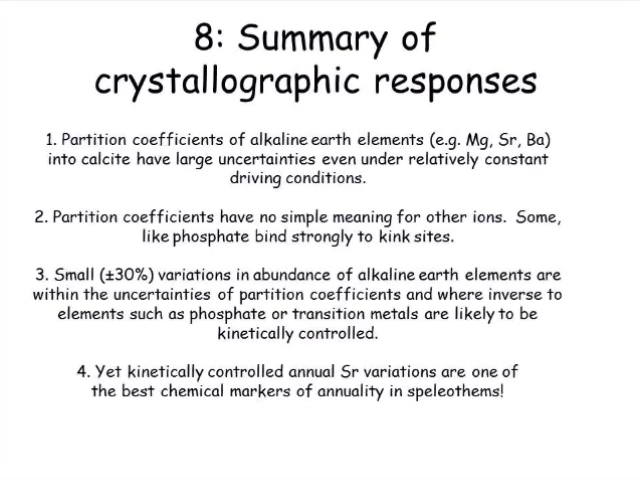 8: Summary of
crystallographic responses
1. Partition coefficients of alkaline earth elements (e.g. Mg, Sr, Ba)
into calcite have large uncertainties even under relatively constant
driving conditions.
2. Partition coefficients have no simple meaning for other ions. Some,
like phosphate bind strongly to kink sites.
3. Small (±30%) variations in abundance of alkaline earth elements are
within the uncertainties of partition coefficients and where inverse to
elements such as phosphate or transition metals are likely to be
kinetically controlled.
4. Yet kinetically controlled annual Sr variations are one of
the best chemical markers of annuality in speleothems!